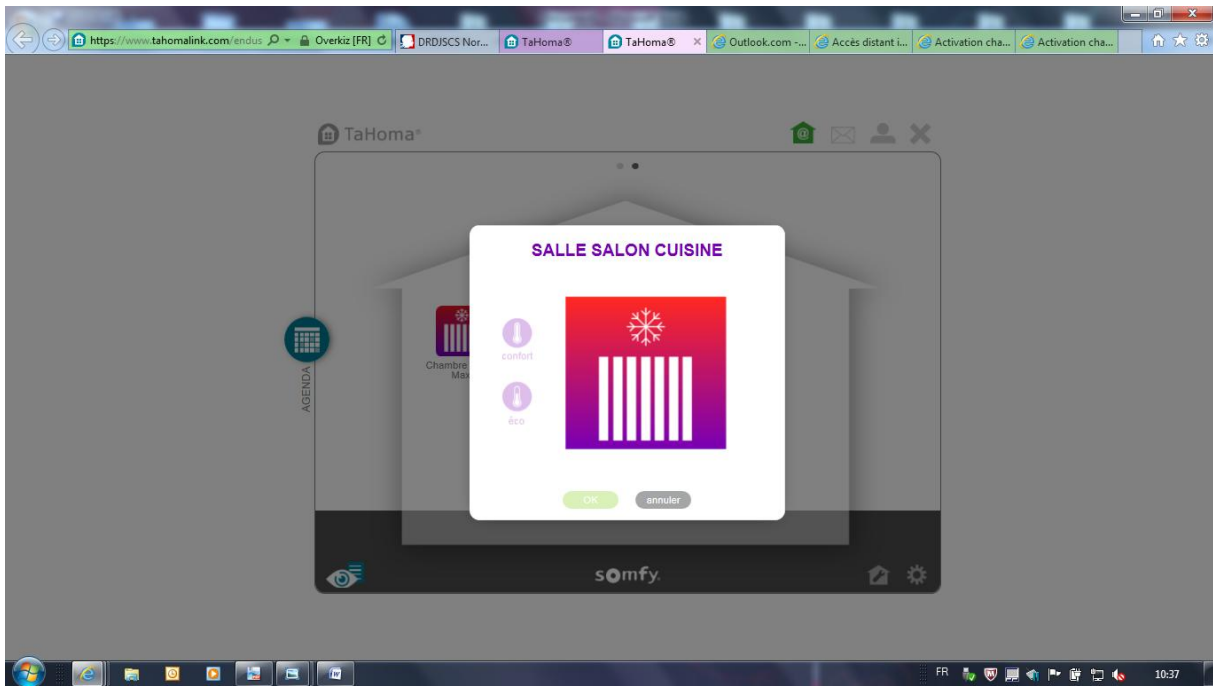 https://www.tahomalink.com/endus
Overkiz [FR]
DRDJSCS Nor...
TaHoma®
TaHoma®
Outlook.com -...
Accès distant i...
Activation cha...
Activation cha...
TaHoma®
SALLE SALON CUISINE
confort
éco
Chambre
Max
AGENDA
OK
annuler
somfy.
FR
10:37